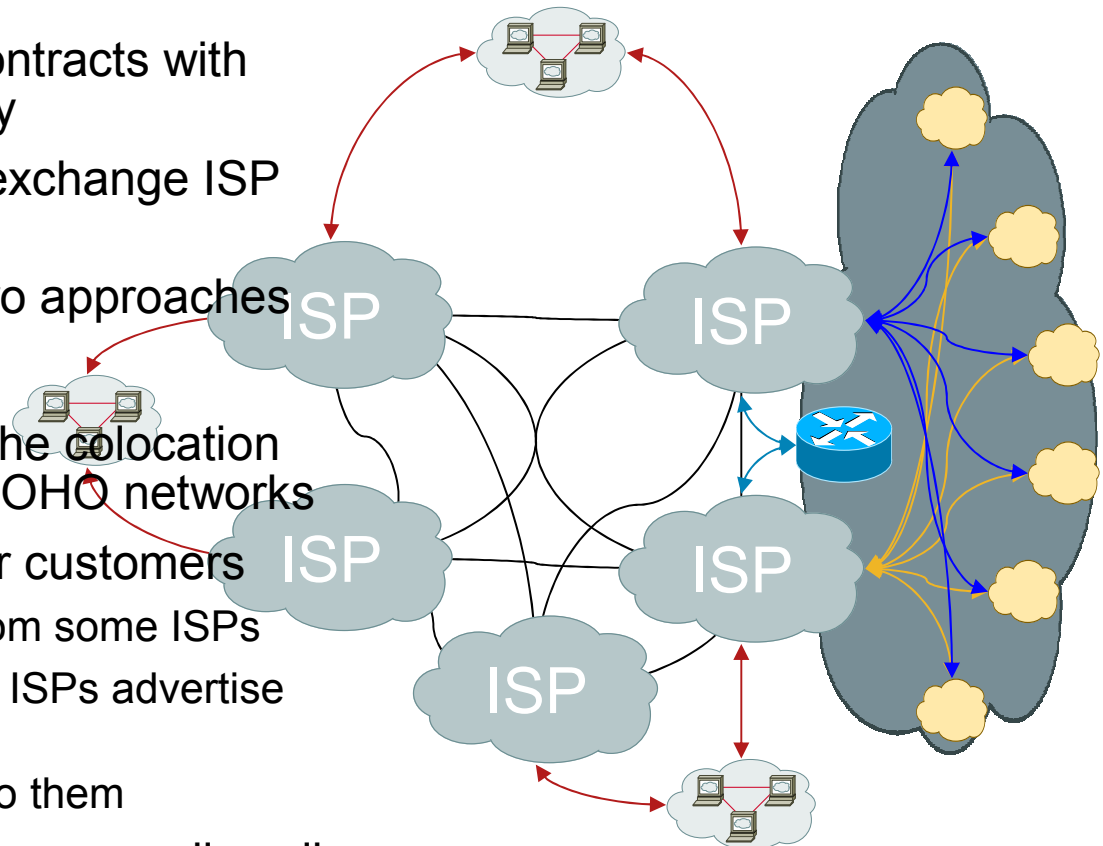 ontracts with
y
exchange ISP
o approaches
ISP
ISP
he colocation
OHO networks
ISP
ISP
r customers
om some ISPs
ISPs advertise
ISP
o them